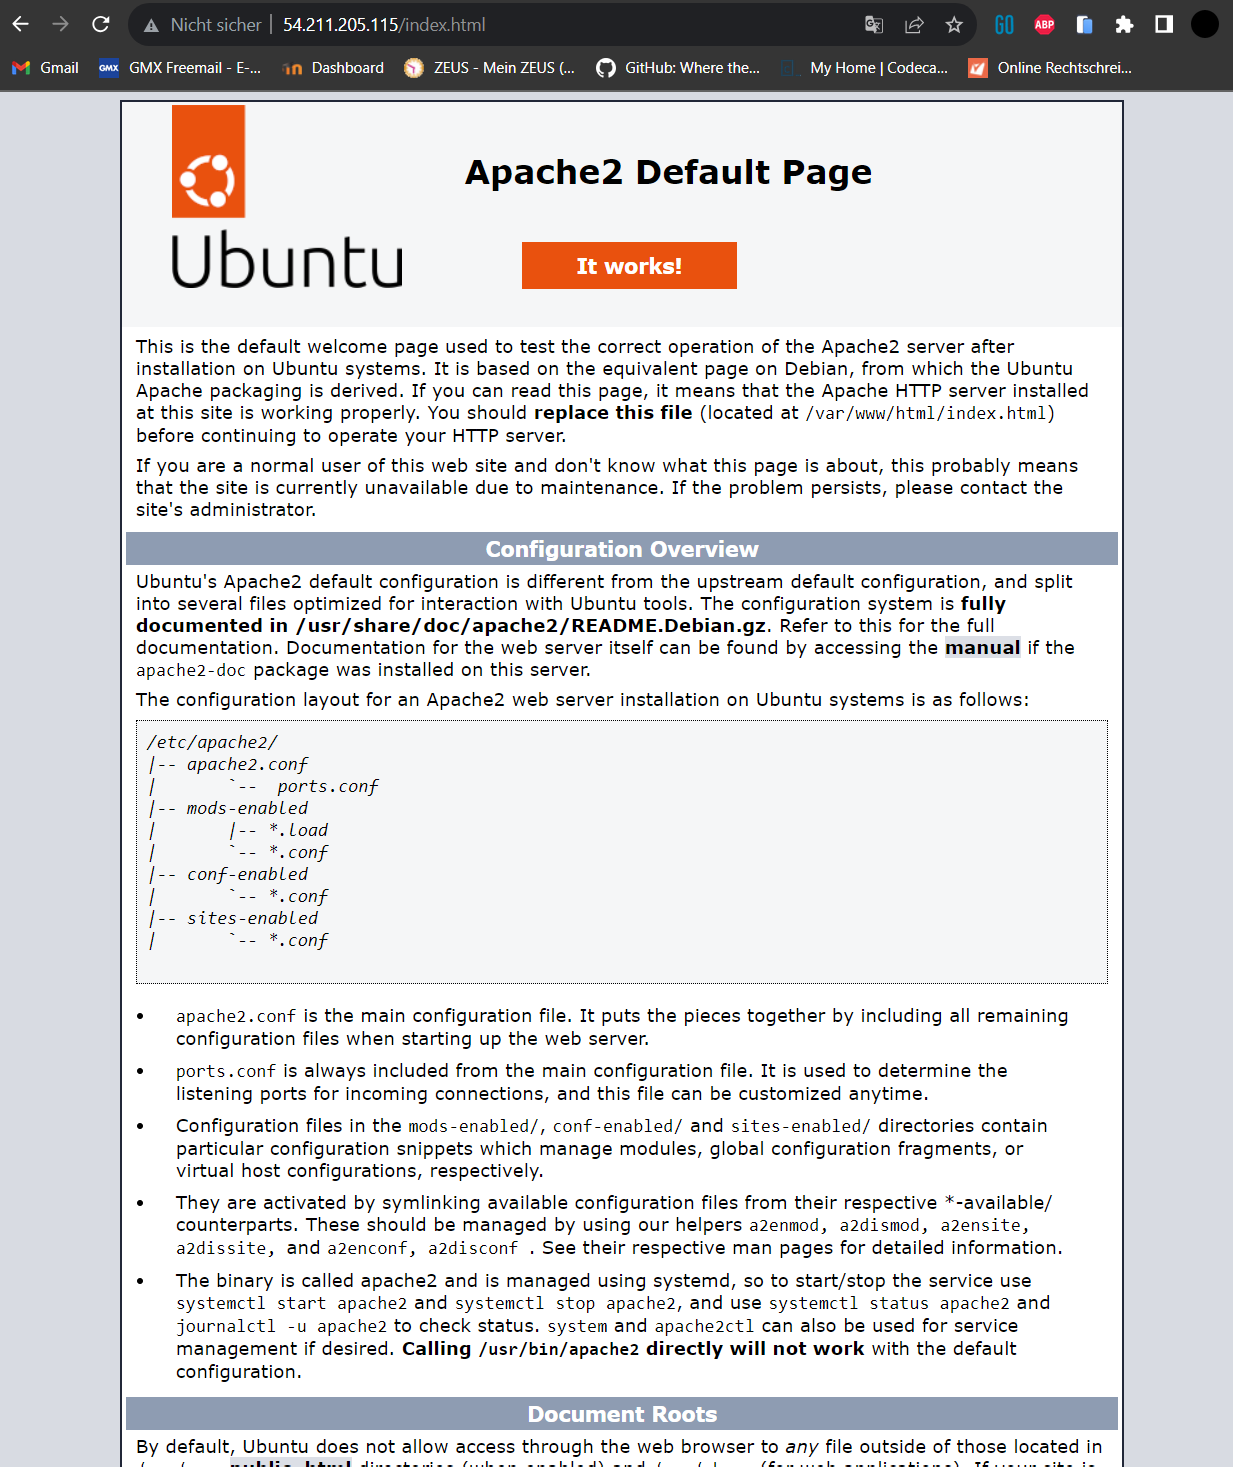 Nicht sicher | 54.211.205.115/index.html
GO ABP
Gmail GMX GMX Freemail - E-... Dashboard ZEUS - Mein ZEUS (... GitHub: Where the... My Home | Codeca... Online Rechtschrei...
Apache2 Default Page
Ubuntu
It works!
This is the default welcome page used to test the correct operation of the Apache2 server after
installation on Ubuntu systems. It is based on the equivalent page on Debian, from which the Ubuntu
Apache packaging is derived. If you can read this page, it means that the Apache HTTP server installed
at this site is working properly. You should replace this file (located at /var/www/html/index.html)
before continuing to operate your HTTP server.
If you are a normal user of this web site and don't know what this page is about, this probably means
that the site is currently unavailable due to maintenance. If the problem persists, please contact the
site's administrator.
Configuration Overview
Ubuntu's Apache2 default configuration is different from the upstream default configuration, and split
into several files optimized for interaction with Ubuntu tools. The configuration system is fully
documented in /usr/share/doc/apache2/README.Debian.gz. Refer to this for the full
documentation. Documentation for the web server itself can be found by accessing the manual if the
apache2-doc package was installed on this server.
The configuration layout for an Apache2 web server installation on Ubuntu systems is as follows:
/etc/apache2/
|-- apache2.conf
|       `--  ports.conf
|-- mods-enabled
|       |-- *.load
|       `-- *.conf
|-- conf-enabled
|       `-- *.conf
|-- sites-enabled
|       `-- *.conf
• apache2.conf is the main configuration file. It puts the pieces together by including all remaining
configuration files when starting up the web server.
• ports.conf is always included from the main configuration file. It is used to determine the
listening ports for incoming connections, and this file can be customized anytime.
• Configuration files in the mods-enabled/, conf-enabled/ and sites-enabled/ directories contain
particular configuration snippets which manage modules, global configuration fragments, or
virtual host configurations, respectively.
• They are activated by symlinking available configuration files from their respective *-available/
counterparts. These should be managed by using our helpers a2enmod, a2dismod, a2ensite,
a2dissite, and a2enconf, a2disconf . See their respective man pages for detailed information.
• The binary is called apache2 and is managed using systemd, so to start/stop the service use
systemctl start apache2 and systemctl stop apache2, and use systemctl status apache2 and
journalctl -u apache2 to check status. system and apache2ctl can also be used for service
management if desired. Calling /usr/bin/apache2 directly will not work with the default
configuration.
Document Roots
By default, Ubuntu does not allow access through the web browser to any file outside of those located in
public_html directories (when enabled) and (for web applications). If your site is